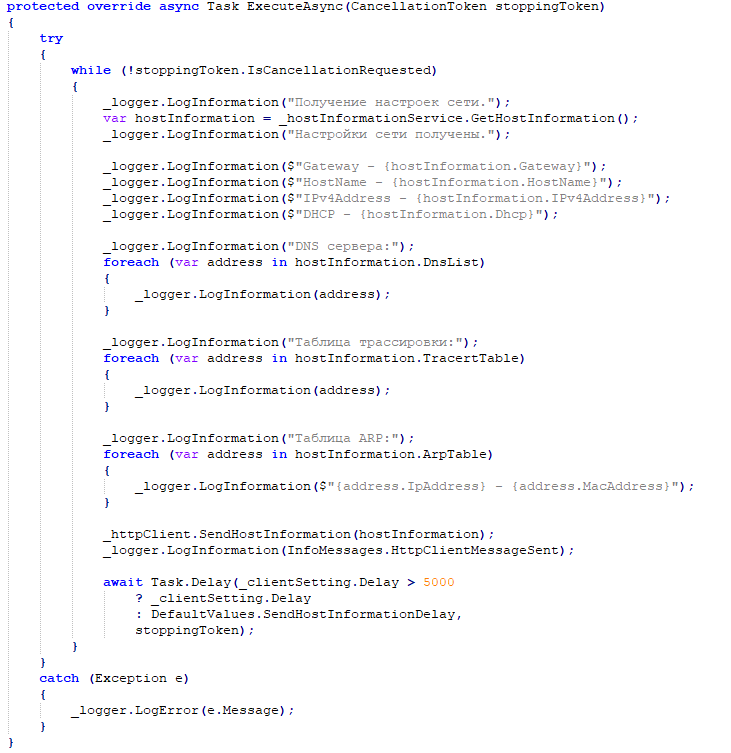 protected override async Task ExecuteAsync(CancellationToken stoppingToken)
{
try
{
while (!stoppingToken.IsCancellationRequested)
{
_logger.LogInformation("Получение настроек сети.");
var hostInformation = _hostInformationService.GetHostInformation();
_logger.LogInformation("Настройки сети получены.");
_logger.LogInformation($"Gateway - {hostInformation.Gateway}");
_logger.LogInformation($"HostName - {hostInformation.HostName}");
_logger.LogInformation($"IPv4Address - {hostInformation.IPv4Address}");
_logger.LogInformation($"DHCP - {hostInformation.Dhcp}");
_logger.LogInformation("DNS сервера:");
foreach (var address in hostInformation.DnsList)
{
_logger.LogInformation(address);
}
_logger.LogInformation("Таблица трассировки:");
foreach (var address in hostInformation.TracertTable)
{
_logger.LogInformation(address);
}
_logger.LogInformation("Таблица ARP:");
foreach (var address in hostInformation.ArpTable)
{
_logger.LogInformation($"{address.IpAddress} - {address.MacAddress}");
}
_httpClient.SendHostInformation(hostInformation);
_logger.LogInformation(InfoMessages.HttpClientMessageSent);
await Task.Delay(_clientSetting.Delay > 5000
? _clientSetting.Delay
: DefaultValues.SendHostInformationDelay,
stoppingToken);
}
}
catch (Exception e)
{
_logger.LogError(e.Message);
}
}